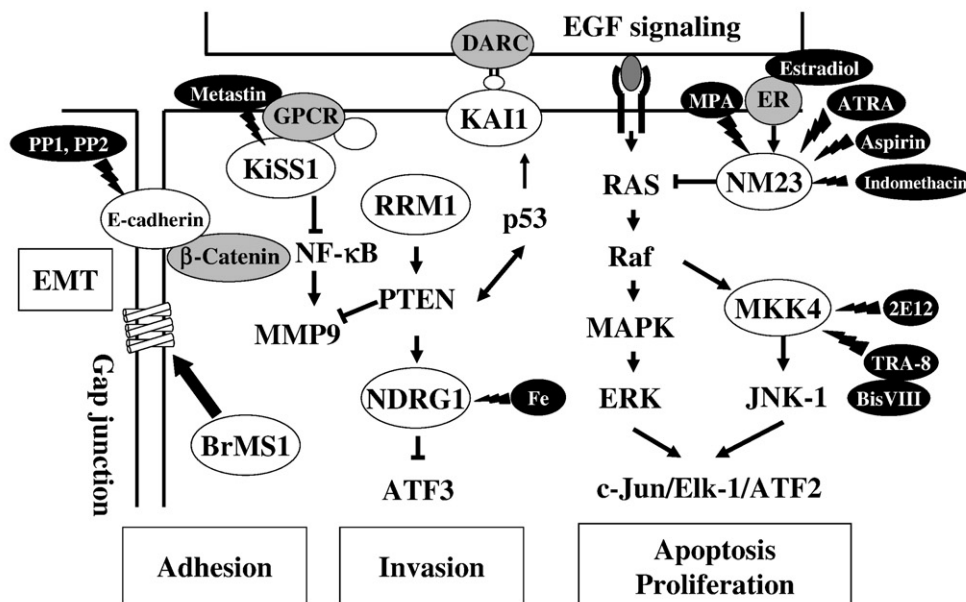 EGF signaling
DARC
Estradiol
Metastin
MPA
ER
ATRA
GPCR
KAI1
PP1, PP2
Aspirin
KiSS1
RAS
NM23
Indomethacin
RRM1
E-cadherin
p53
β-Catenin
NF-κB
Raf
EMT
PTEN
MKK4
2E12
MMP9
MAPK
TRA-8
Gap junction
NDRG1
Fe
ERK
JNK-1
BisVIII
BrMS1
ATF3
c-Jun/Elk-1/ATF2
Adhesion
Invasion
Apoptosis
Proliferation